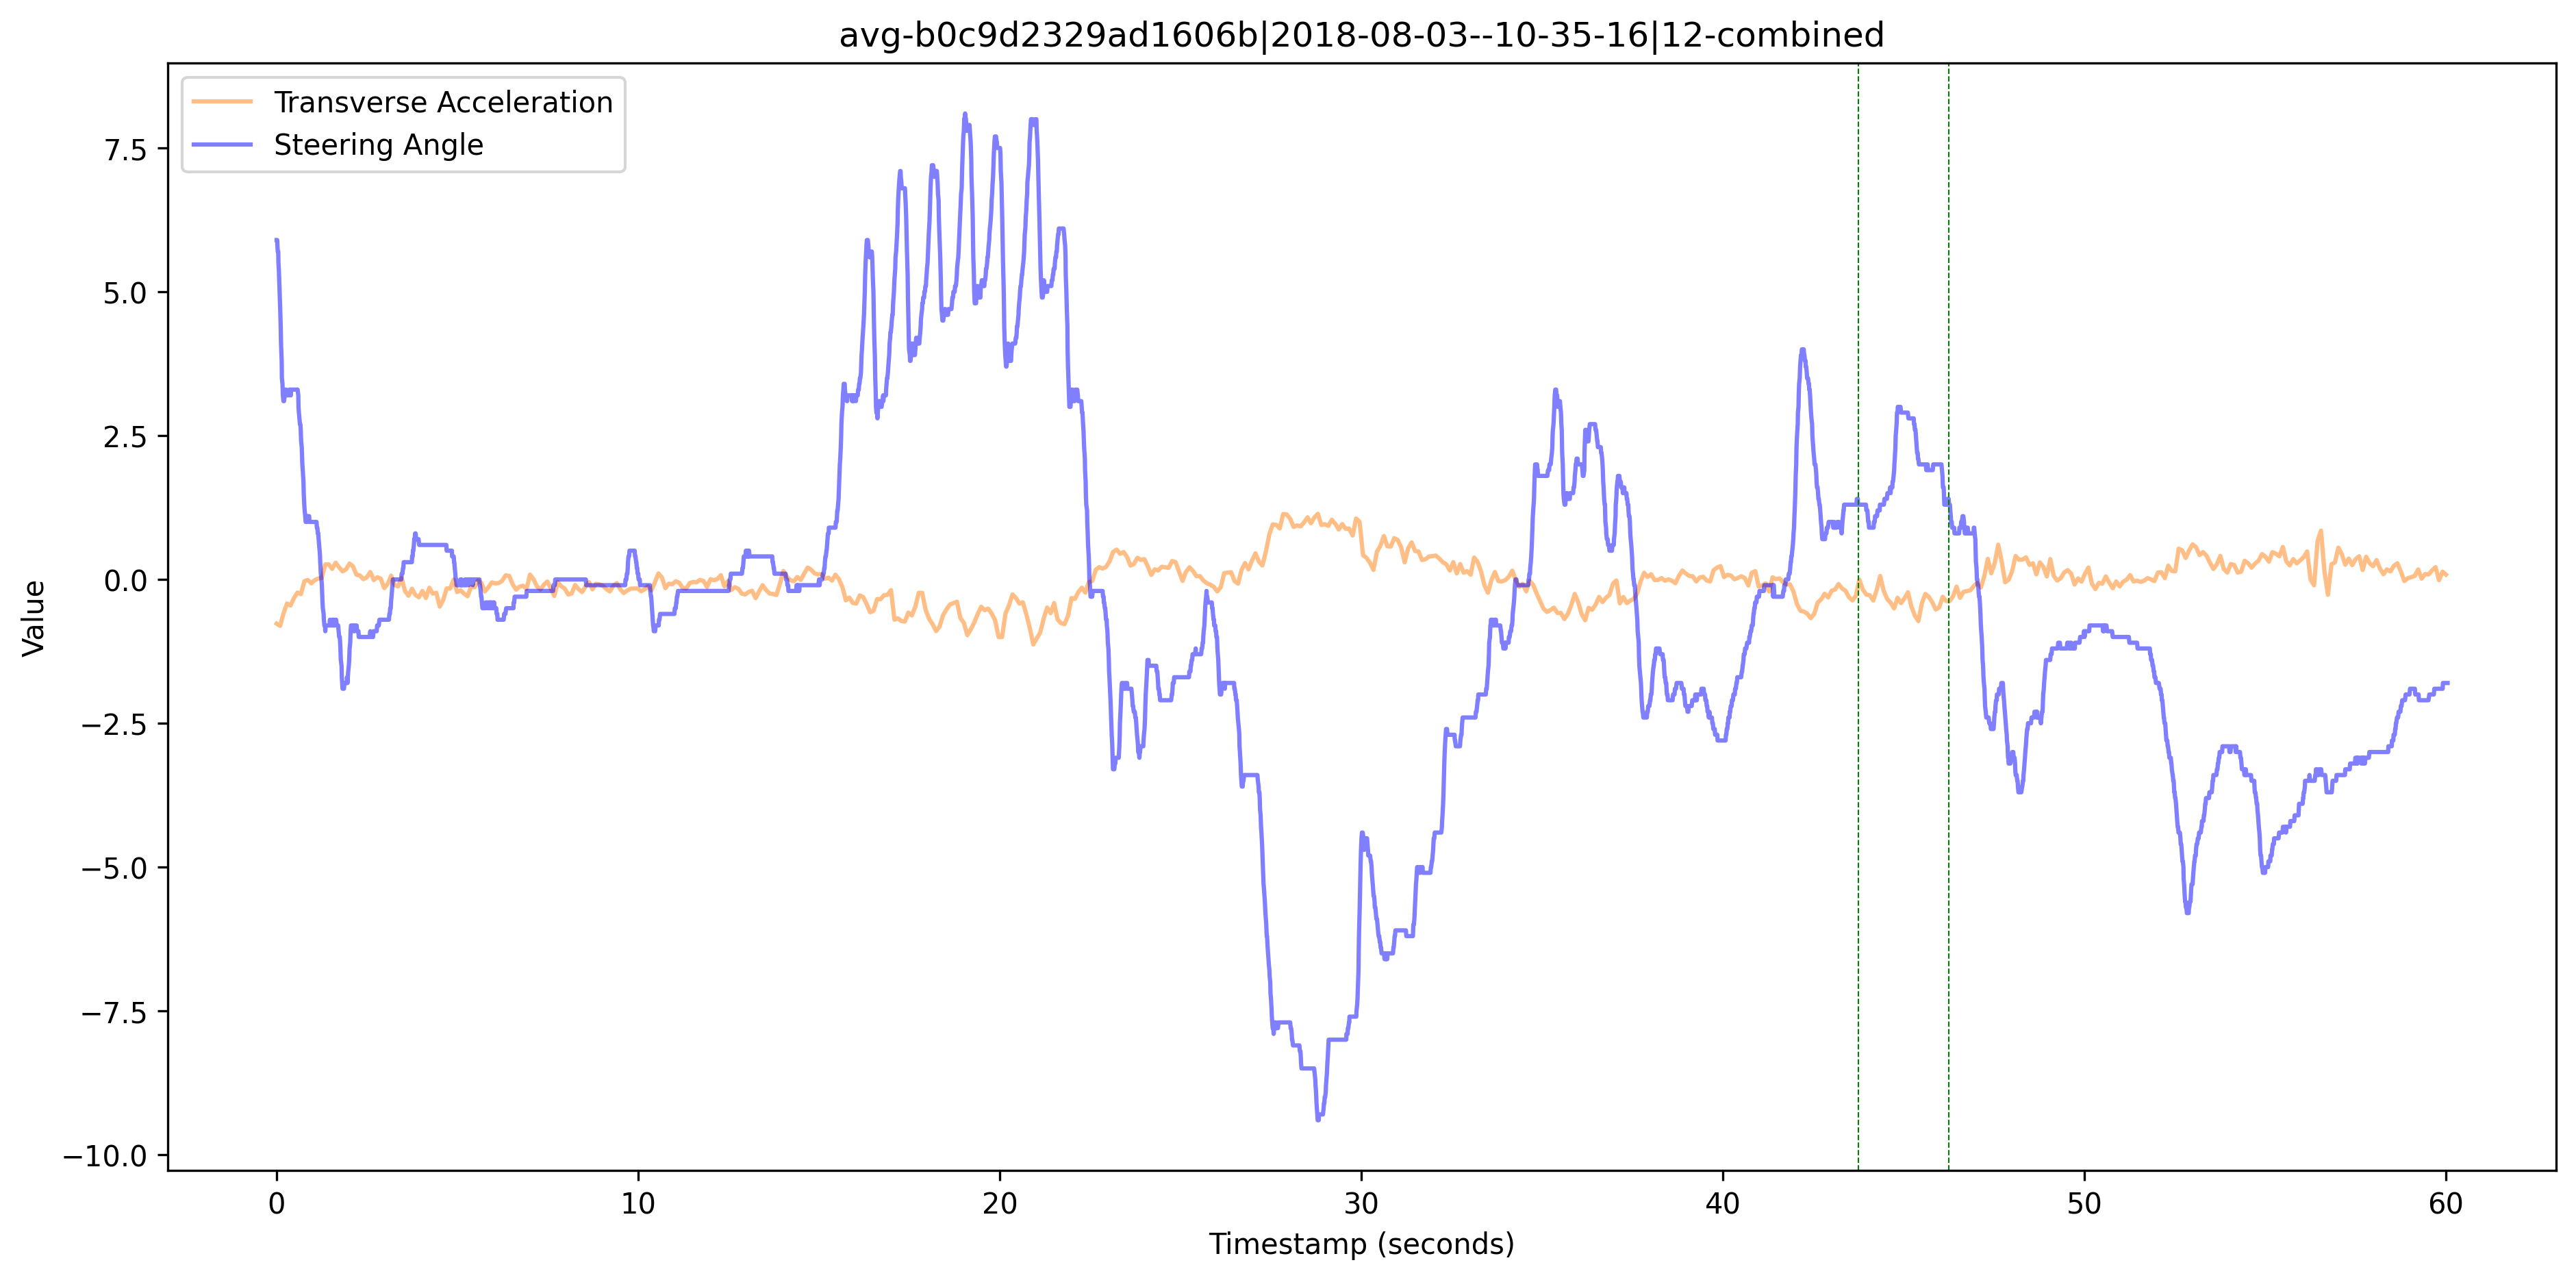 avg-b0c9d2329ad1606b|2018-08-03--10-35-16|12-combined
Transverse Acceleration
Steering Angle
7.5
5.0
2.5
0.0
−2.5
−5.0
−7.5
−10.0
Value
0 10 20 30 40 50 60
Timestamp (seconds)